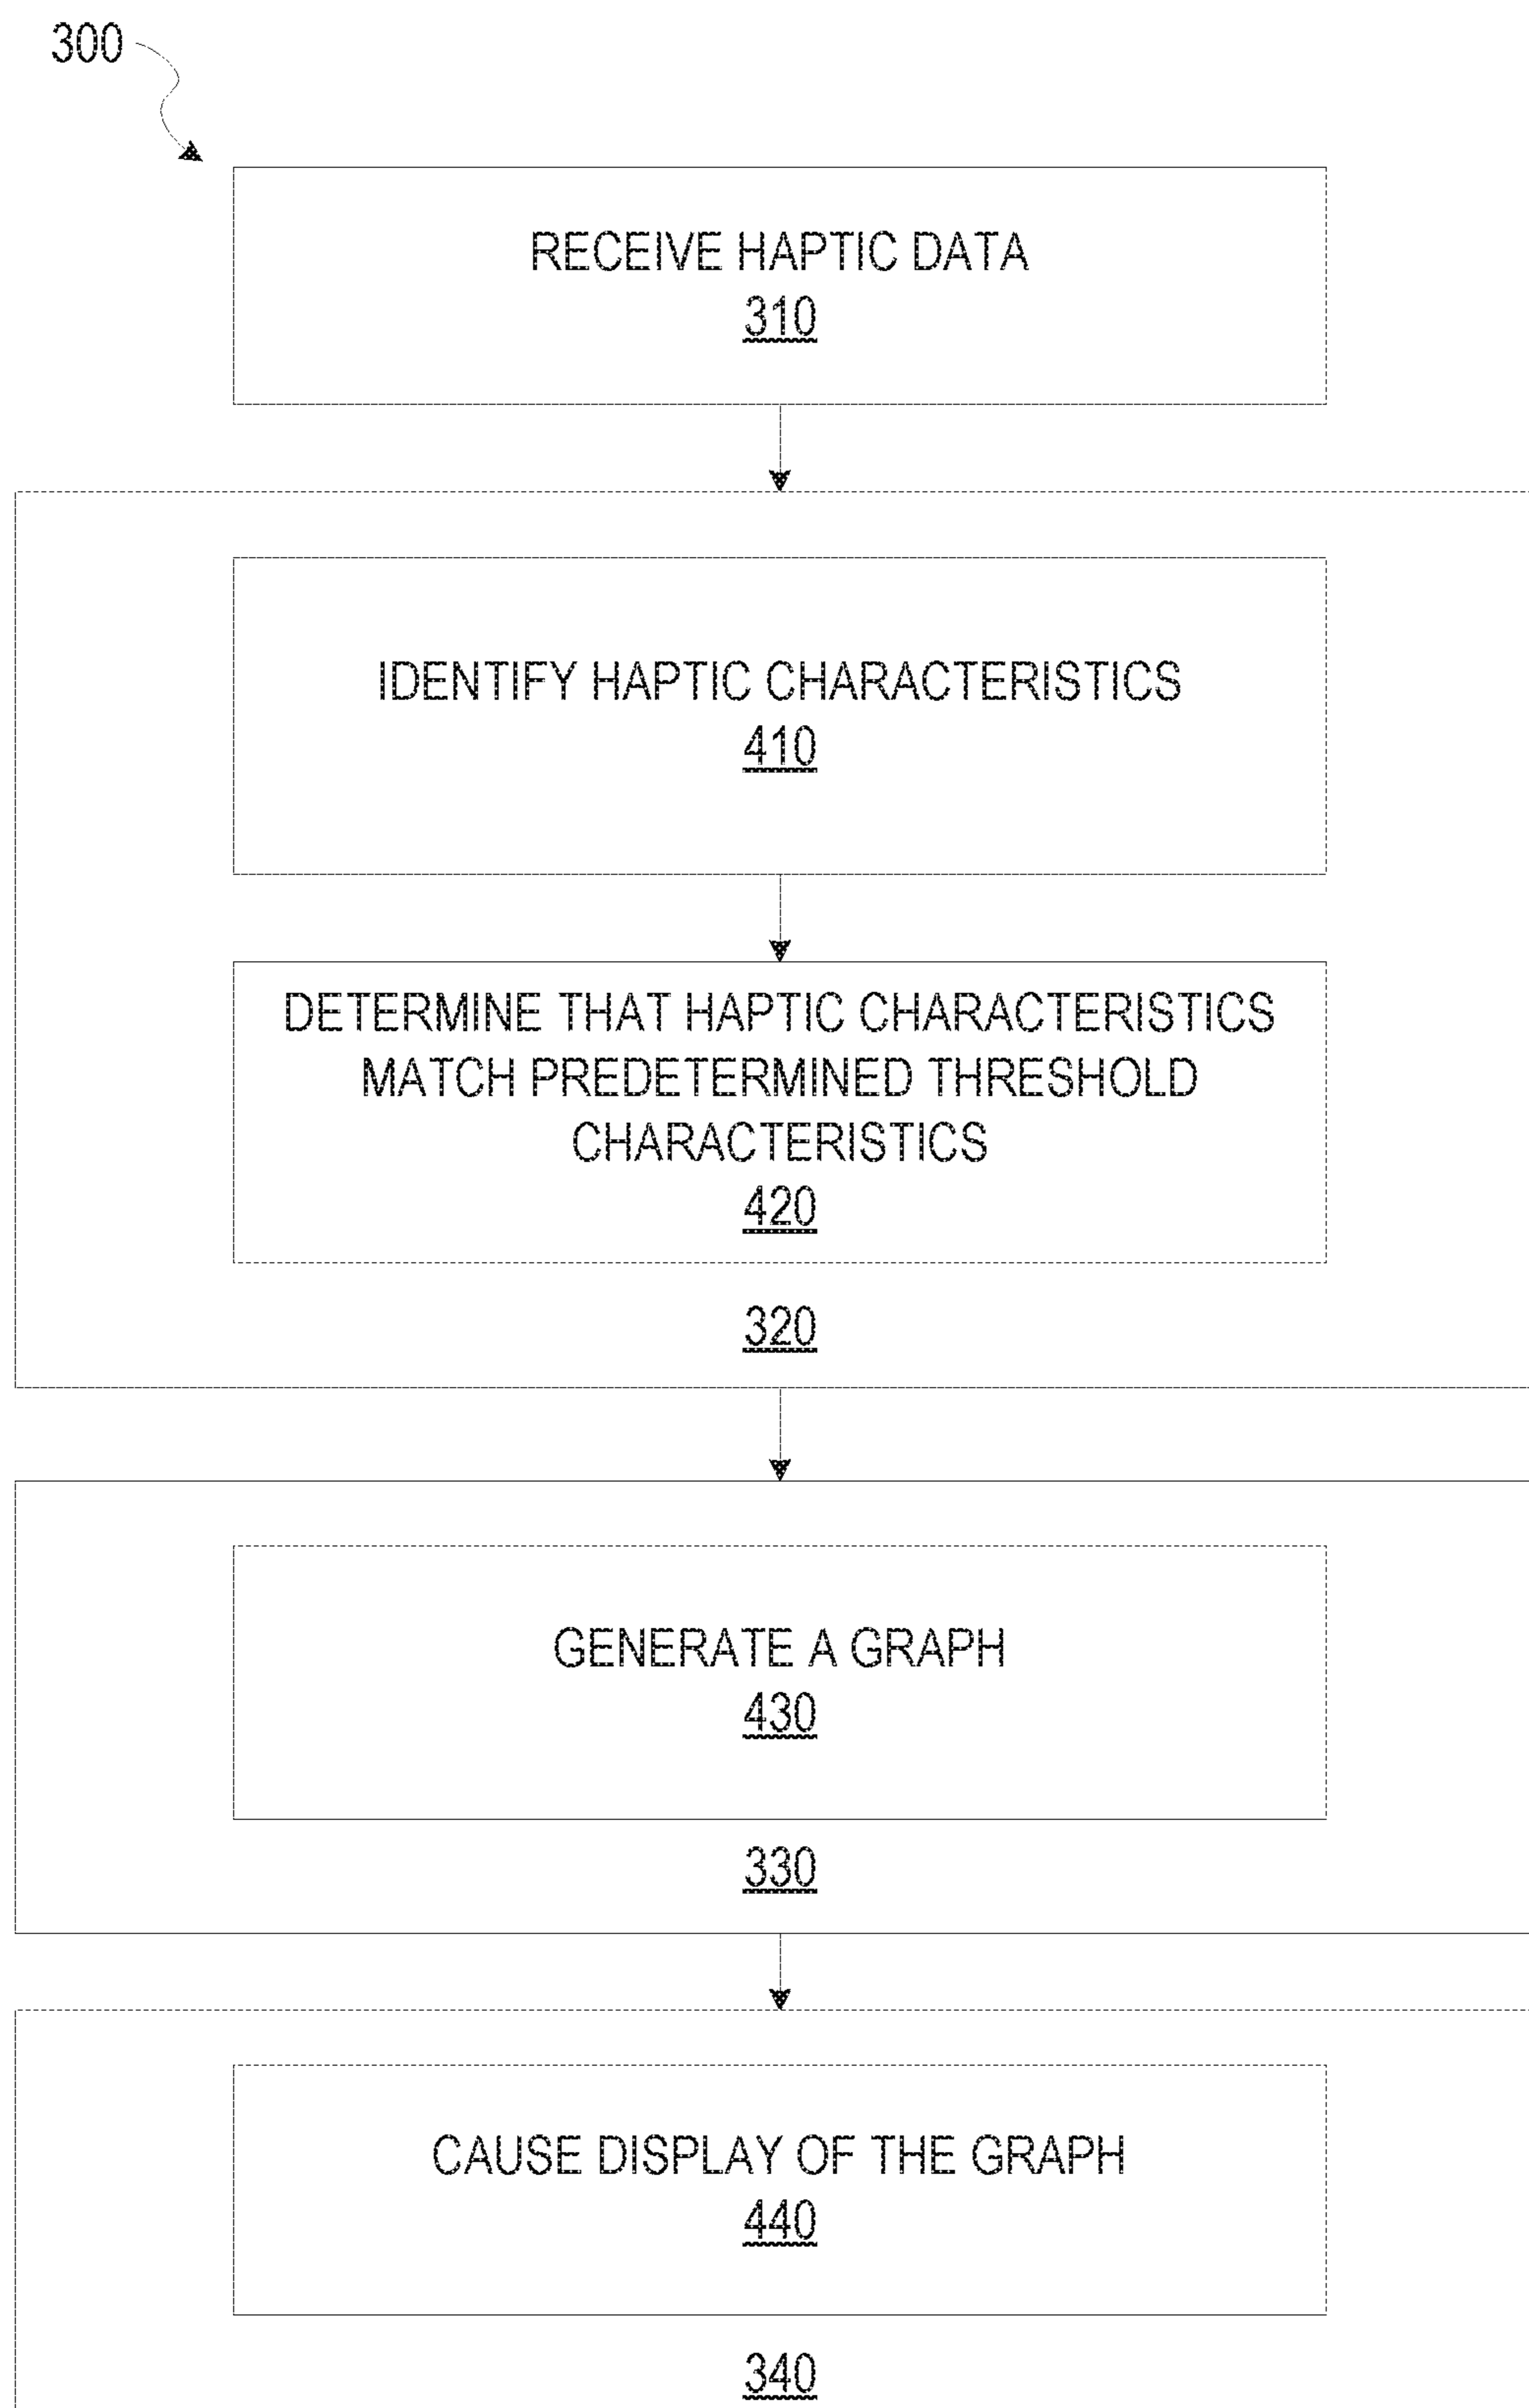 300
RECEIVE HAPTIC DATA
310
IDENTIFY HAPTIC CHARACTERISTICS
410
DETERMINE THAT HAPTIC CHARACTERISTICS
MATCH PREDETERMINED THRESHOLD
CHARACTERISTICS
420
320
GENERATE A GRAPH
430
330
CAUSE DISPLAY OF THE GRAPH
440
340